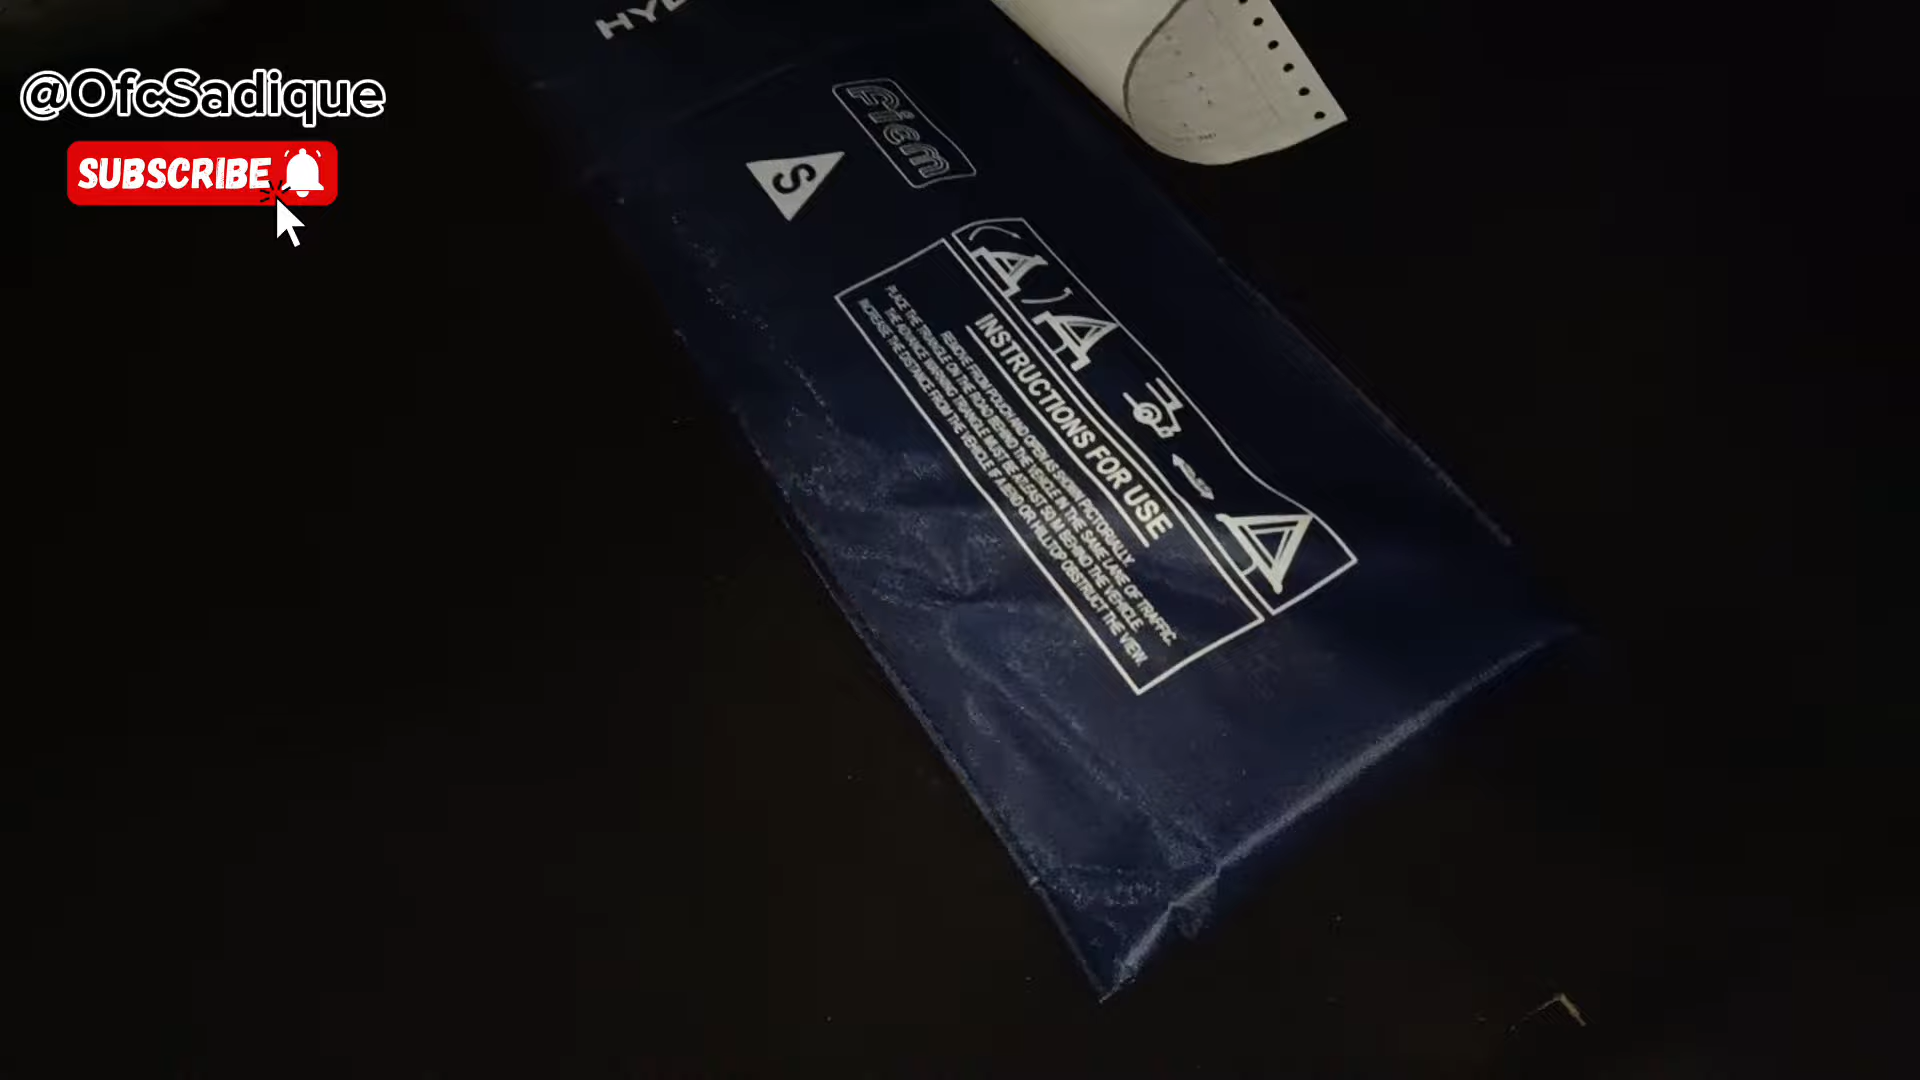 @OfcSadique
SUBSCRIBE
HY
Fiem
S
INSTRUCTIONS FOR USE
REMOVE FROM POUCH AND OPEN AS SHOWN PICTORIALLY.
PLACE THE TRIANGLE ON THE ROAD BEHIND THE VEHICLE IN THE SAME LANE OF TRAFFIC.
THE ADVANCE WARNING TRIANGLE MUST BE ATLEAST 50 M BEHIND THE VEHICLE.
INCREASE THE DISTANCE FROM THE VEHICLE IF A BEND OR HILLTOP OBSTRUCT THE VIEW.